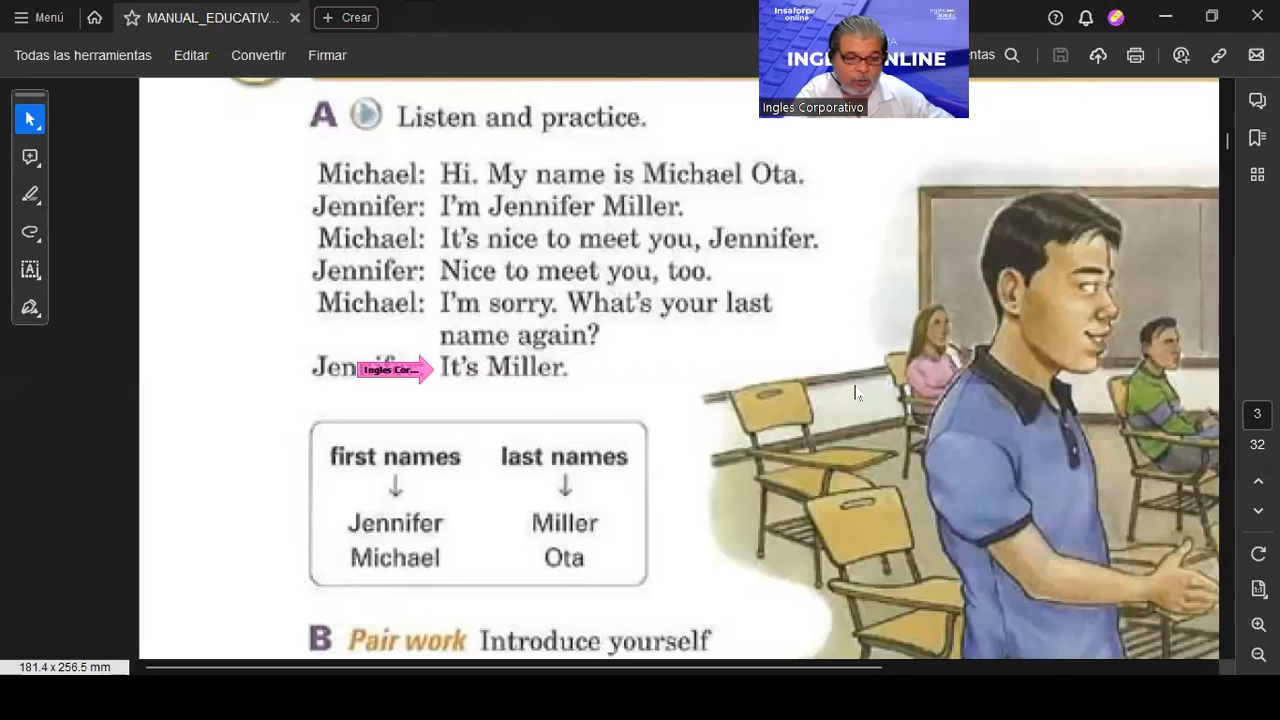 Menú
MANUAL_EDUCATIV...
Crear
Insaforp
online
INGL ONLINE
Ingles Corporativo
Todas las herramientas
Editar
Convertir
Firmar
entas
A Listen and practice.
Michael: Hi. My name is Michael Ota.
Jennifer: I'm Jennifer Miller.
Michael: It's nice to meet you, Jennifer.
Jennifer: Nice to meet you, too.
Michael: I'm sorry. What's your last
name again?
Jen Ingles Cor... It's Miller.
first names last names
Jennifer Miller
Michael Ota
B Pair work Introduce yourself
3
32
181.4 x 256.5 mm